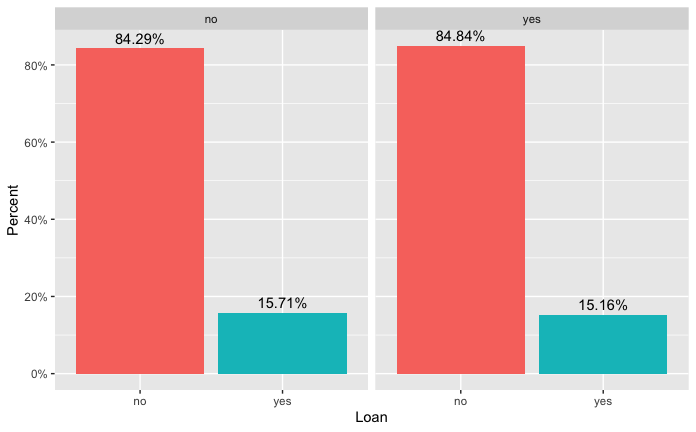 no
yes
84.29%
84.84%
80%
60%
40%
20%
0%
15.71%
15.16%
Percent
no
yes
no
yes
Loan